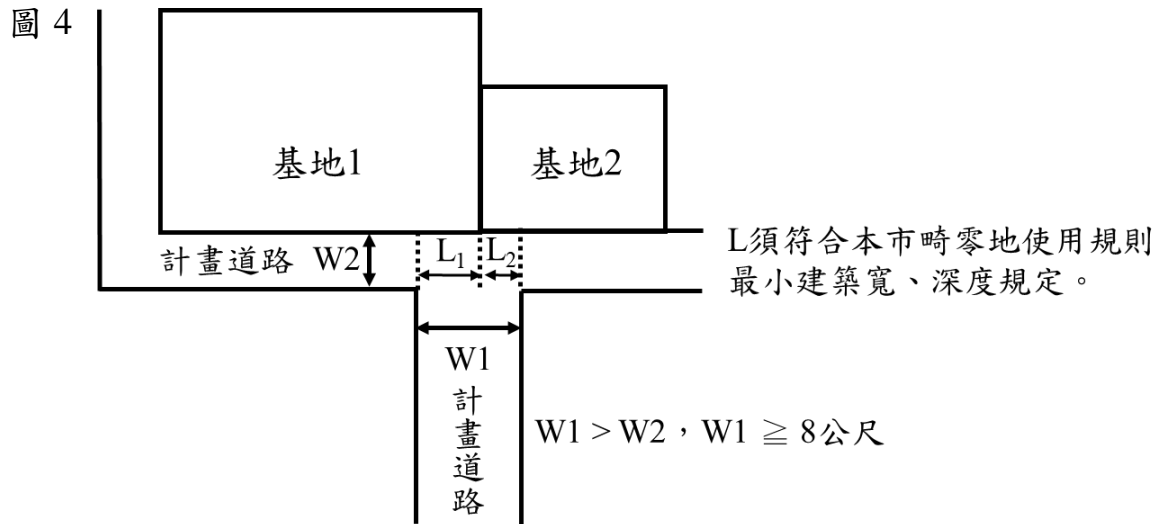 圖 4
基地1
基地2
計畫道路 W2
L₁
L₂
L須符合本市畸零地使用規則
最小建築寬、深度規定。
W1
計
畫
道
路
W1 > W2，W1 ≧ 8公尺